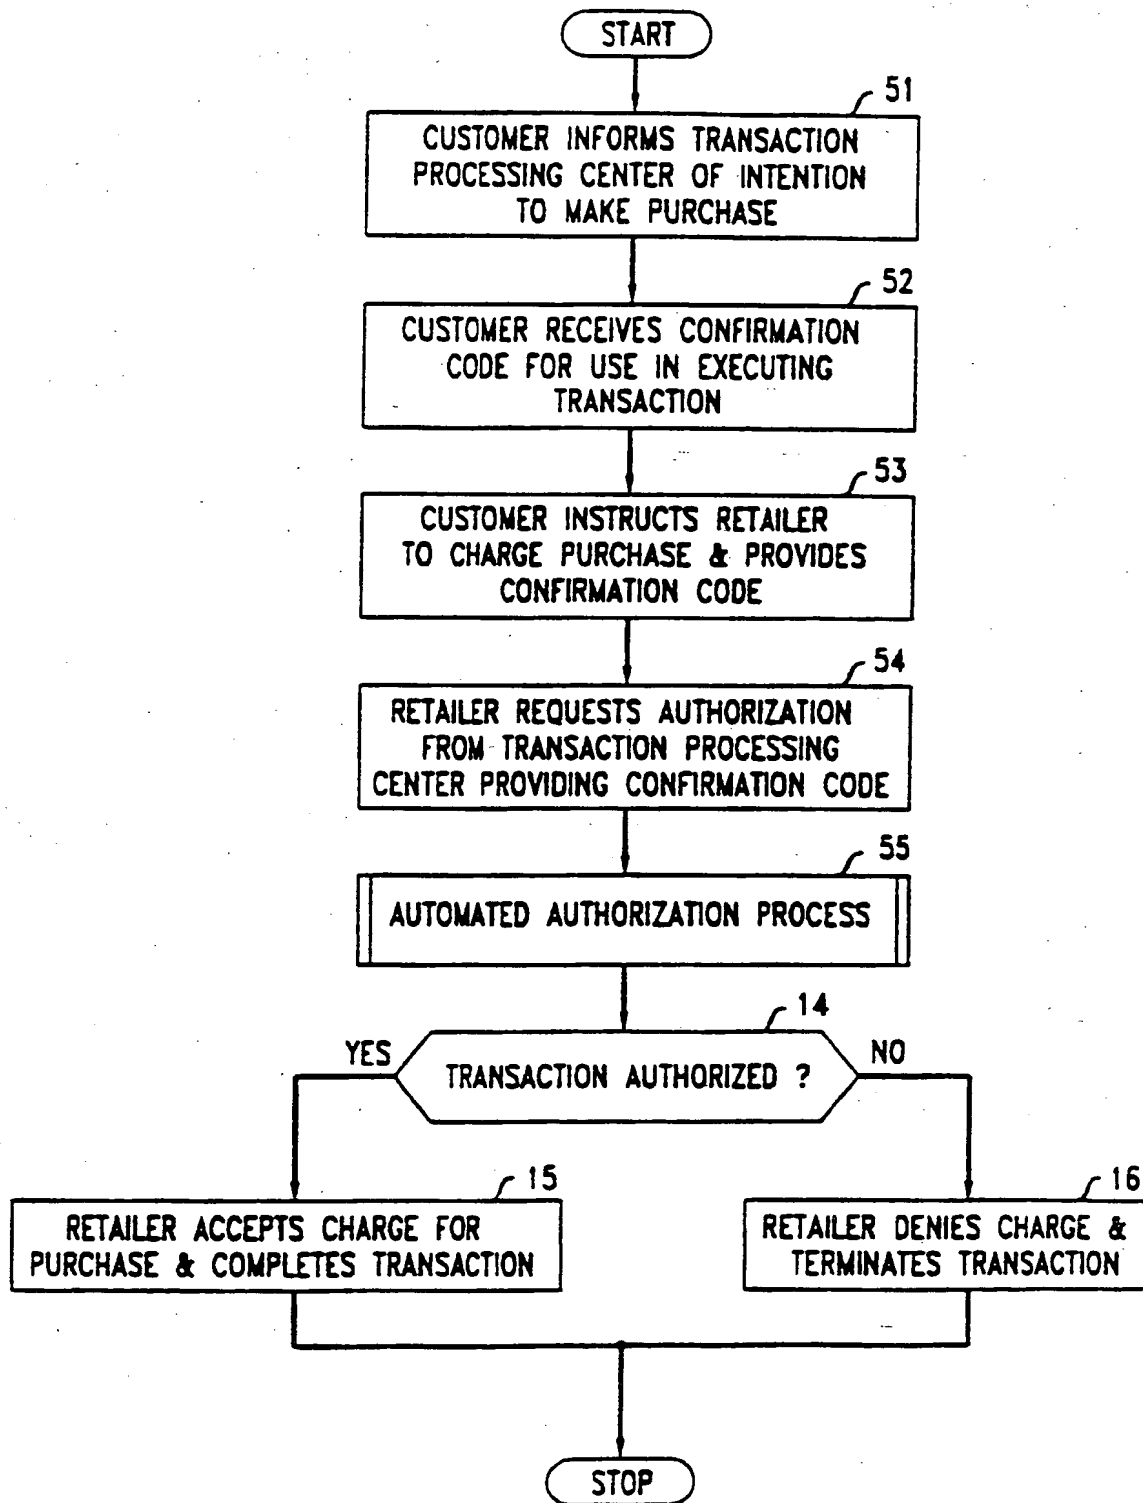 START
51
CUSTOMER INFORMS TRANSACTION
PROCESSING CENTER OF INTENTION
TO MAKE PURCHASE
52
CUSTOMER RECEIVES CONFIRMATION
CODE FOR USE IN EXECUTING
TRANSACTION
53
CUSTOMER INSTRUCTS RETAILER
TO CHARGE PURCHASE & PROVIDES
CONFIRMATION CODE
54
RETAILER REQUESTS AUTHORIZATION
FROM TRANSACTION PROCESSING
CENTER PROVIDING CONFIRMATION CODE
55
AUTOMATED AUTHORIZATION PROCESS
14
YES
TRANSACTION AUTHORIZED ?
NO
15
RETAILER ACCEPTS CHARGE FOR
PURCHASE & COMPLETES TRANSACTION
16
RETAILER DENIES CHARGE &
TERMINATES TRANSACTION
STOP